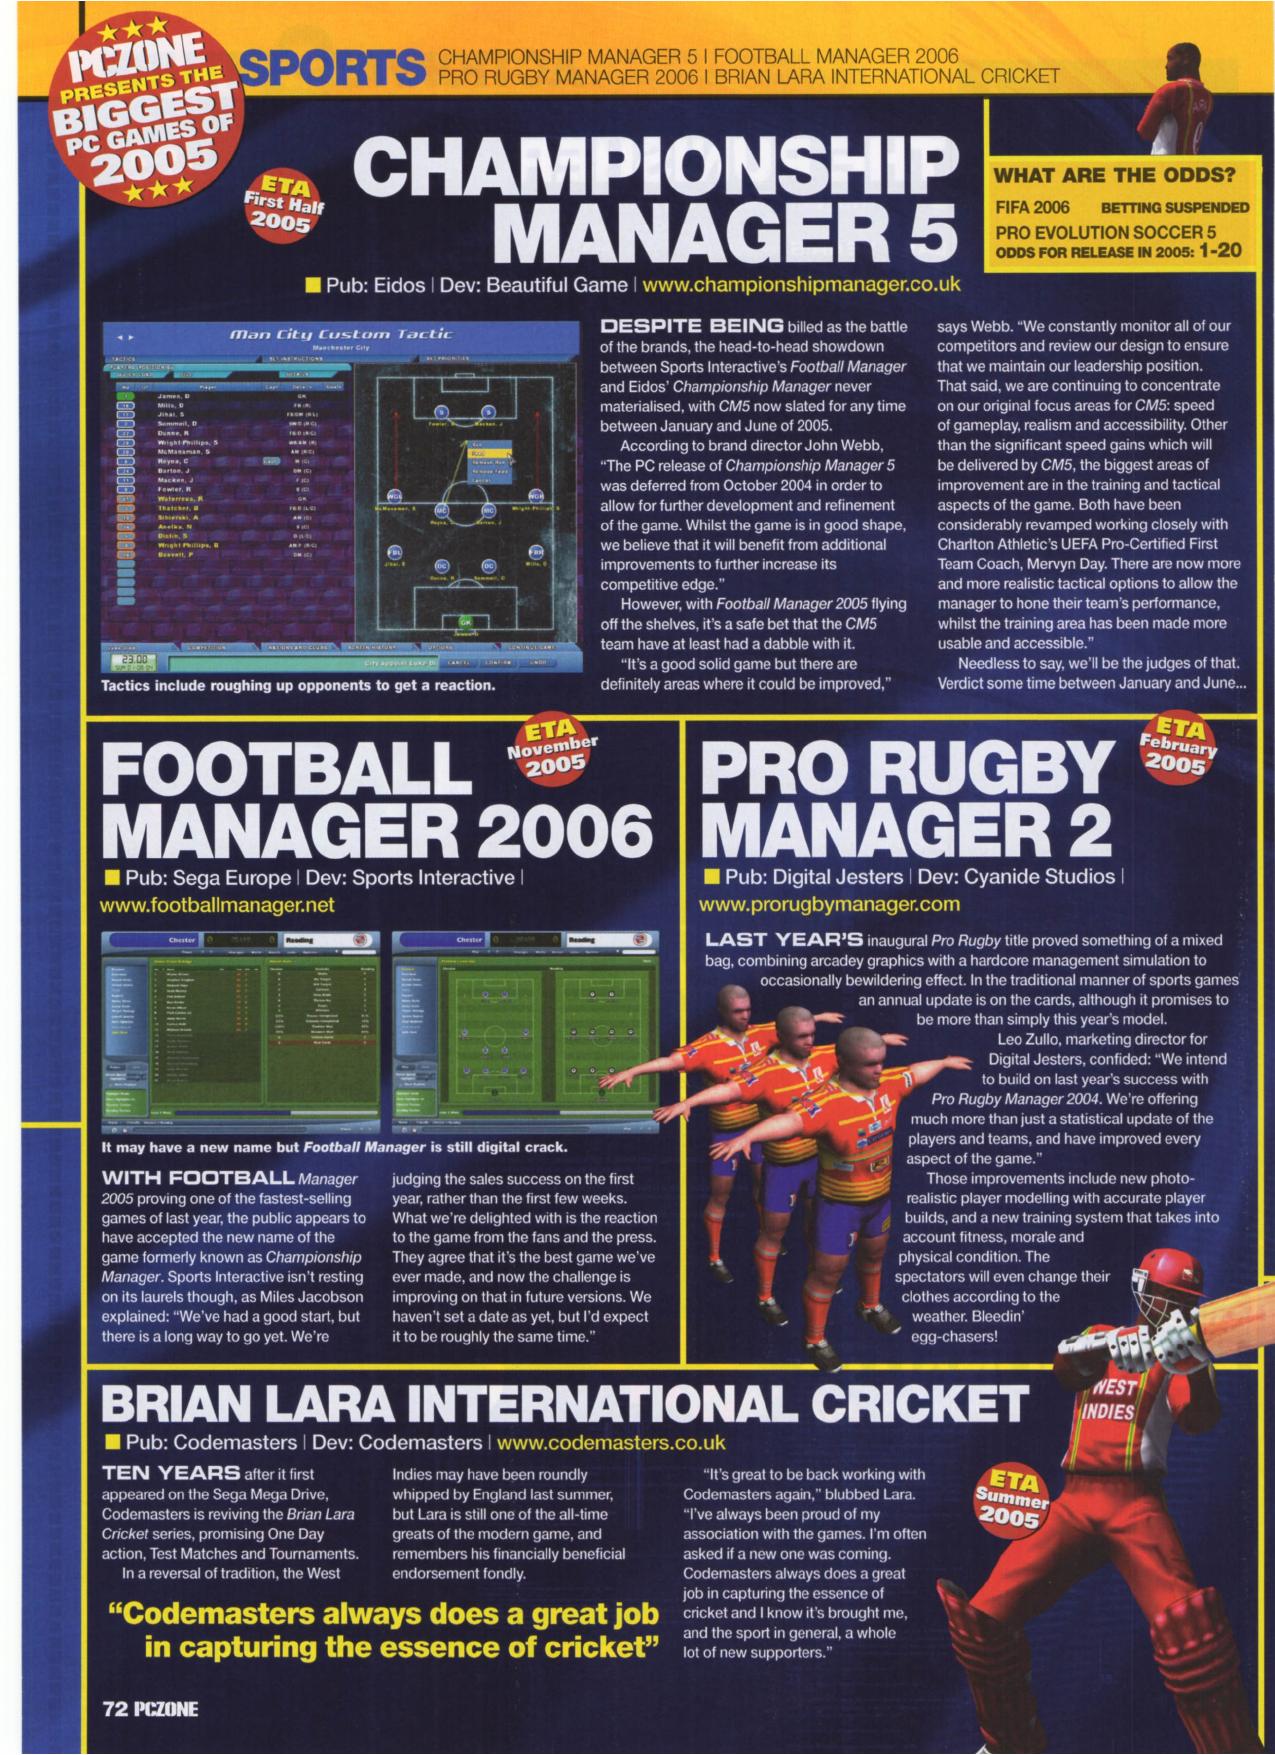 PCZONE
PRESENTS THE
BIGGEST
PC GAMES OF
2005
SPORTS
CHAMPIONSHIP MANAGER 5 | FOOTBALL MANAGER 2006
PRO RUGBY MANAGER 2006 | BRIAN LARA INTERNATIONAL CRICKET
WHAT ARE THE ODDS?
FIFA 2006 BETTING SUSPENDED
PRO EVOLUTION SOCCER 5
ODDS FOR RELEASE IN 2005: 1-20
ETA
First Half
2005
CHAMPIONSHIP
MANAGER 5
Pub: Eidos | Dev: Beautiful Game | www.championshipmanager.co.uk
Man City Custom Tactic
Manchester City
Tactics include roughing up opponents to get a reaction.
DESPITE BEING billed as the battle
of the brands, the head-to-head showdown
between Sports Interactive's Football Manager
and Eidos' Championship Manager never
materialised, with CM5 now slated for any time
between January and June of 2005.
According to brand director John Webb,
"The PC release of Championship Manager 5
was deferred from October 2004 in order to
allow for further development and refinement
of the game. Whilst the game is in good shape,
we believe that it will benefit from additional
improvements to further increase its
competitive edge."
However, with Football Manager 2005 flying
off the shelves, it's a safe bet that the CM5
team have at least had a dabble with it.
"It's a good solid game but there are
definitely areas where it could be improved,"
says Webb. "We constantly monitor all of our
competitors and review our design to ensure
that we maintain our leadership position.
That said, we are continuing to concentrate
on our original focus areas for CM5: speed
of gameplay, realism and accessibility. Other
than the significant speed gains which will
be delivered by CM5, the biggest areas of
improvement are in the training and tactical
aspects of the game. Both have been
considerably revamped working closely with
Charlton Athletic's UEFA Pro-Certified First
Team Coach, Mervyn Day. There are now more
and more realistic tactical options to allow the
manager to hone their team's performance,
whilst the training area has been made more
usable and accessible."
Needless to say, we'll be the judges of that.
Verdict some time between January and June...
FOOTBALL
MANAGER 2006
ETA
November
2005
Pub: Sega Europe | Dev: Sports Interactive |
www.footballmanager.net
Chester Reading
Chester Reading
It may have a new name but Football Manager is still digital crack.
WITH FOOTBALL Manager
2005 proving one of the fastest-selling
games of last year, the public appears to
have accepted the new name of the
game formerly known as Championship
Manager. Sports Interactive isn't resting
on its laurels though, as Miles Jacobson
explained: "We've had a good start, but
there is a long way to go yet. We're
judging the sales success on the first
year, rather than the first few weeks.
What we're delighted with is the reaction
to the game from the fans and the press.
They agree that it's the best game we've
ever made, and now the challenge is
improving on that in future versions. We
haven't set a date as yet, but I'd expect
it to be roughly the same time."
PRO RUGBY
MANAGER 2
ETA
February
2005
Pub: Digital Jesters | Dev: Cyanide Studios |
www.prorugbymanager.com
LAST YEAR'S inaugural Pro Rugby title proved something of a mixed
bag, combining arcadey graphics with a hardcore management simulation to
occasionally bewildering effect. In the traditional manner of sports games
an annual update is on the cards, although it promises to
be more than simply this year's model.
Leo Zullo, marketing director for
Digital Jesters, confided: "We intend
to build on last year's success with
Pro Rugby Manager 2004. We're offering
much more than just a statistical update of the
players and teams, and have improved every
aspect of the game."
Those improvements include new photo-
realistic player modelling with accurate player
builds, and a new training system that takes into
account fitness, morale and
physical condition. The
spectators will even change their
clothes according to the
weather. Bleedin'
egg-chasers!
BRIAN LARA INTERNATIONAL CRICKET
Pub: Codemasters | Dev: Codemasters | www.codemasters.co.uk
TEN YEARS after it first
appeared on the Sega Mega Drive,
Codemasters is reviving the Brian Lara
Cricket series, promising One Day
action, Test Matches and Tournaments.
In a reversal of tradition, the West
Indies may have been roundly
whipped by England last summer,
but Lara is still one of the all-time
greats of the modern game, and
remembers his financially beneficial
endorsement fondly.
"It's great to be back working with
Codemasters again," blubbed Lara.
"I've always been proud of my
association with the games. I'm often
asked if a new one was coming.
Codemasters always does a great
job in capturing the essence of
cricket and I know it's brought me,
and the sport in general, a whole
lot of new supporters."
"Codemasters always does a great job
in capturing the essence of cricket"
ETA
Summer
2005
WEST
INDIES
72 PCZONE